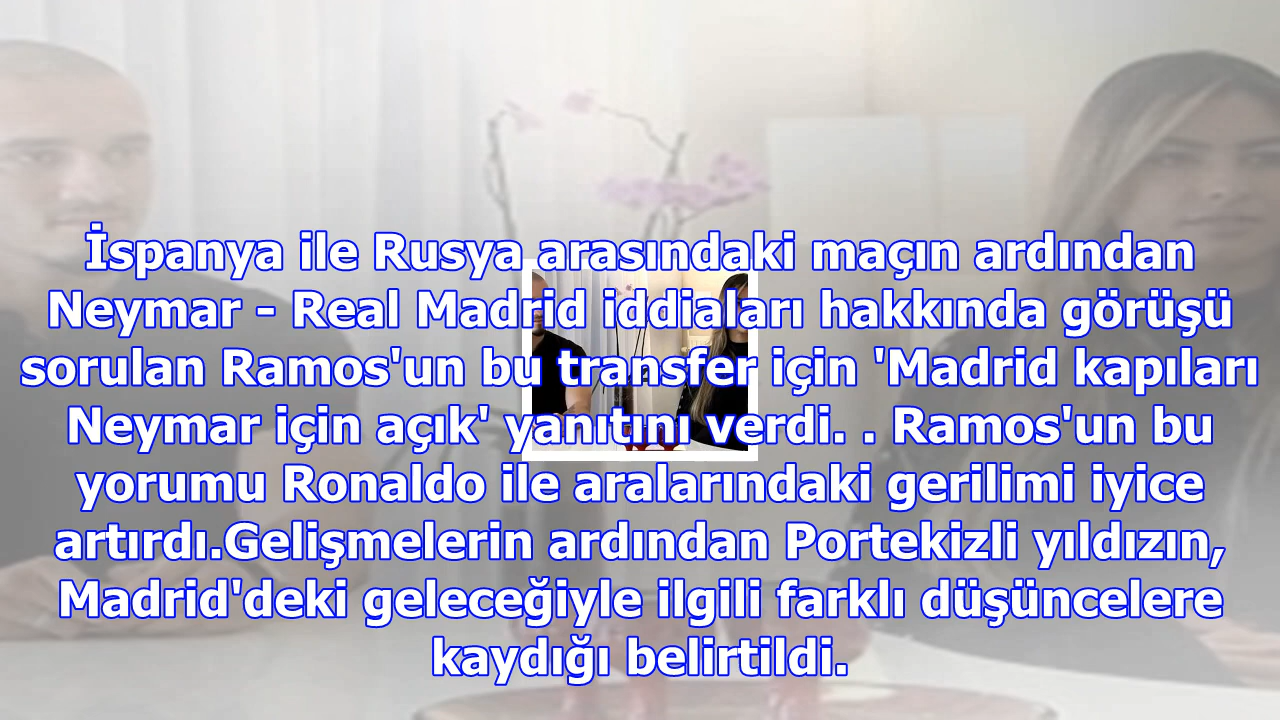 İspanya ile Rusya arasındaki maçın ardından
Neymar - Real Madrid iddiaları hakkında görüşü
sorulan Ramos'un bu transfer için 'Madrid kapıları
Neymar için açık' yanıtını verdi. . Ramos'un bu
yorumu Ronaldo ile aralarındaki gerilimi iyice
artırdı.Gelişmelerin ardından Portekizli yıldızın,
Madrid'deki geleceğiyle ilgili farklı düşüncelere
kaydığı belirtildi.